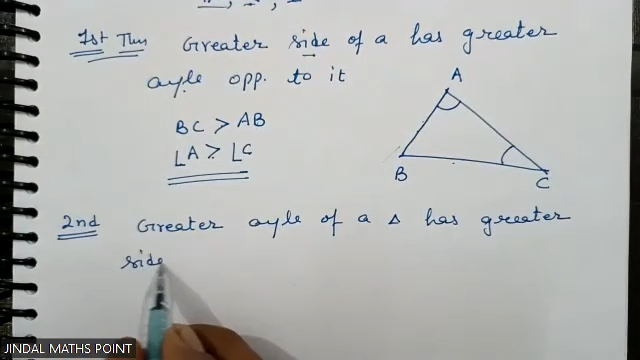 1st Thm Greater side of a has greater
angle opp. to it
A
BC > AB
∠A > ∠C
B
C
2nd Greater angle of a Δ has greater
side
JINDAL MATHS POINT